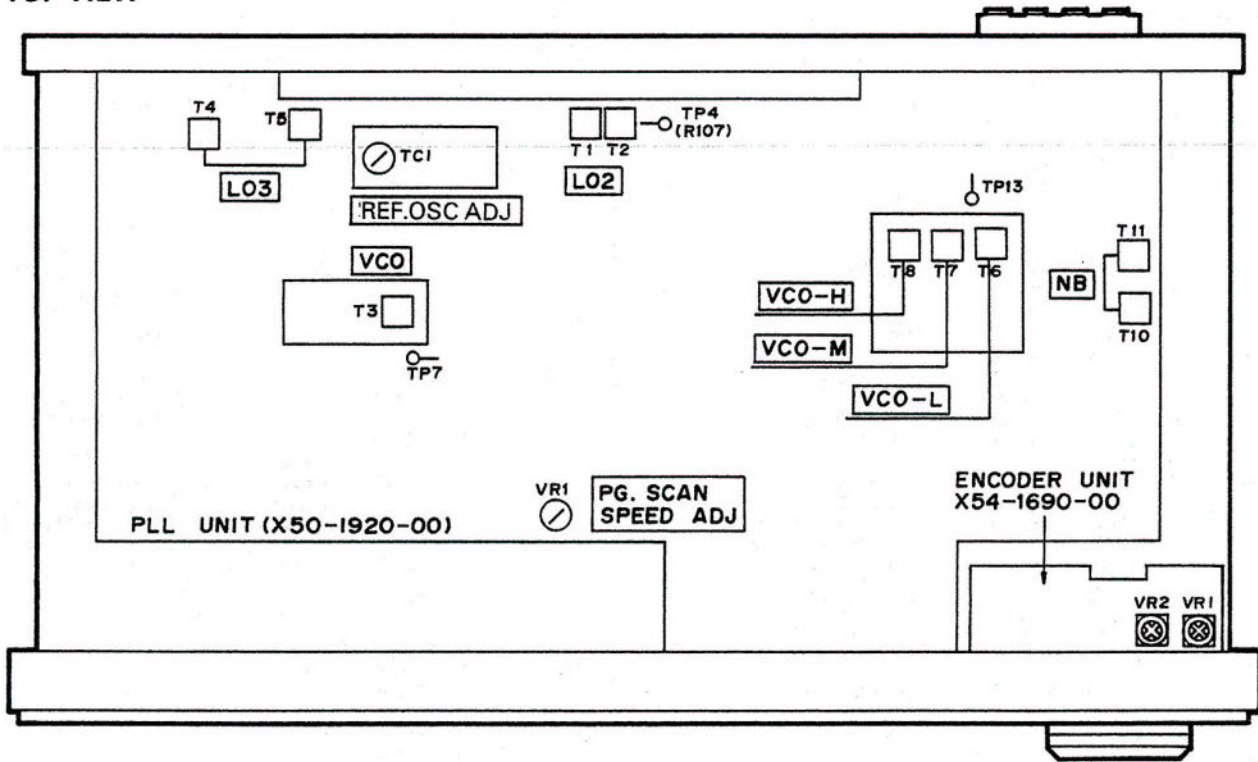 TOP VIEW
T4
T5
TC1
T1 T2
TP4
(R107)
LO3
REF.OSC ADJ
LO2
TP13
T8 T7 T6
T11
NB
T10
VCO
T3
TP7
VCO-H
VCO-M
VCO-L
VR1
PG. SCAN
SPEED ADJ
PLL UNIT (X50-1920-00)
ENCODER UNIT
X54-1690-00
VR2 VR1